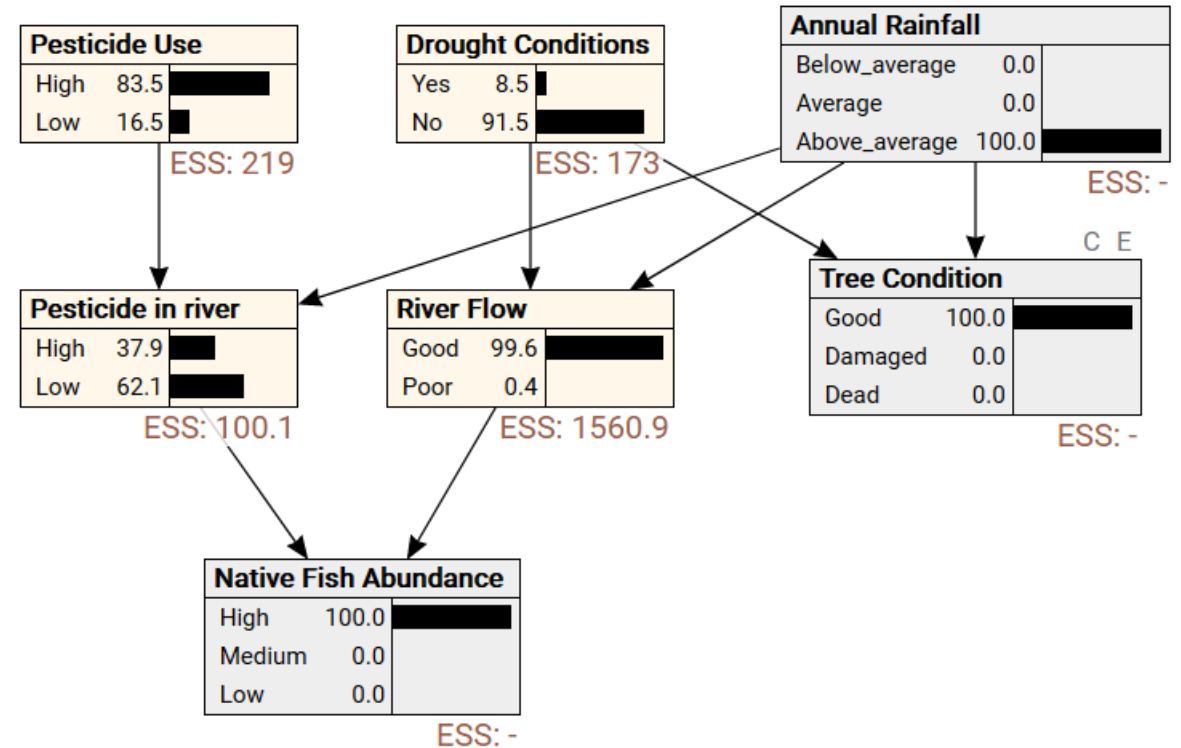 Pesticide Use
High 83.5
Low 16.5
ESS: 219
Drought Conditions
Yes 8.5
No 91.5
ESS: 173
Annual Rainfall
Below_average 0.0
Average 0.0
Above_average 100.0
ESS: -
Pesticide in river
High 37.9
Low 62.1
ESS: 100.1
River Flow
Good 99.6
Poor 0.4
ESS: 1560.9
C E
Tree Condition
Good 100.0
Damaged 0.0
Dead 0.0
ESS: -
Native Fish Abundance
High 100.0
Medium 0.0
Low 0.0
ESS: -